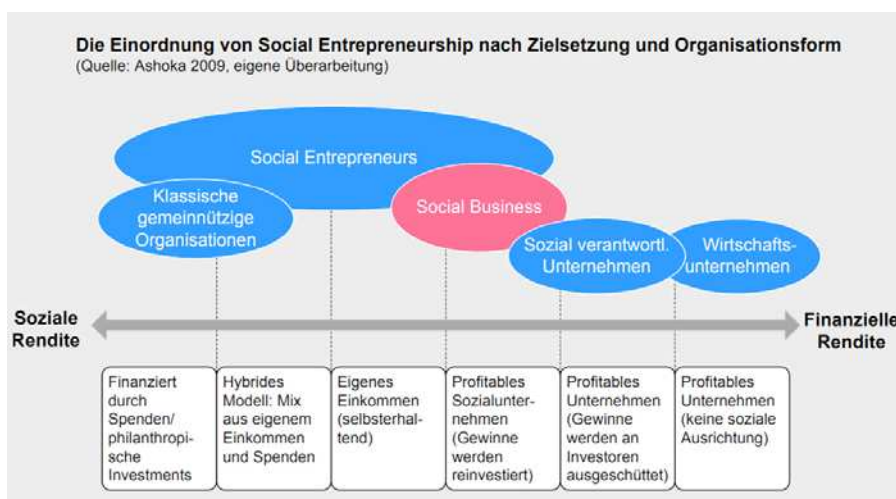 Die Einordnung von Social Entrepreneurship nach Zielsetzung und Organisationsform
(Quelle: Ashoka 2009, eigene Überarbeitung)
Social Entrepreneurs
Klassische
gemeinnützige
Organisationen
Social Business
Sozial verantwortl.
Unternehmen
Wirtschafts-
unternehmen
Soziale
Rendite
Finanzielle
Rendite
Finanziert
durch
Spenden/
philanthropi-
sche
Investments
Hybrides
Modell: Mix
aus eigenem
Einkommen
und Spenden
Eigenes
Einkommen
(selbsterhal-
tend)
Profitables
Sozialunter-
nehmen
(Gewinne
werden
reinvestiert)
Profitables
Unternehmen
(Gewinne
werden an
Investoren
ausgeschüttet)
Profitables
Unternehmen
(keine soziale
Ausrichtung)